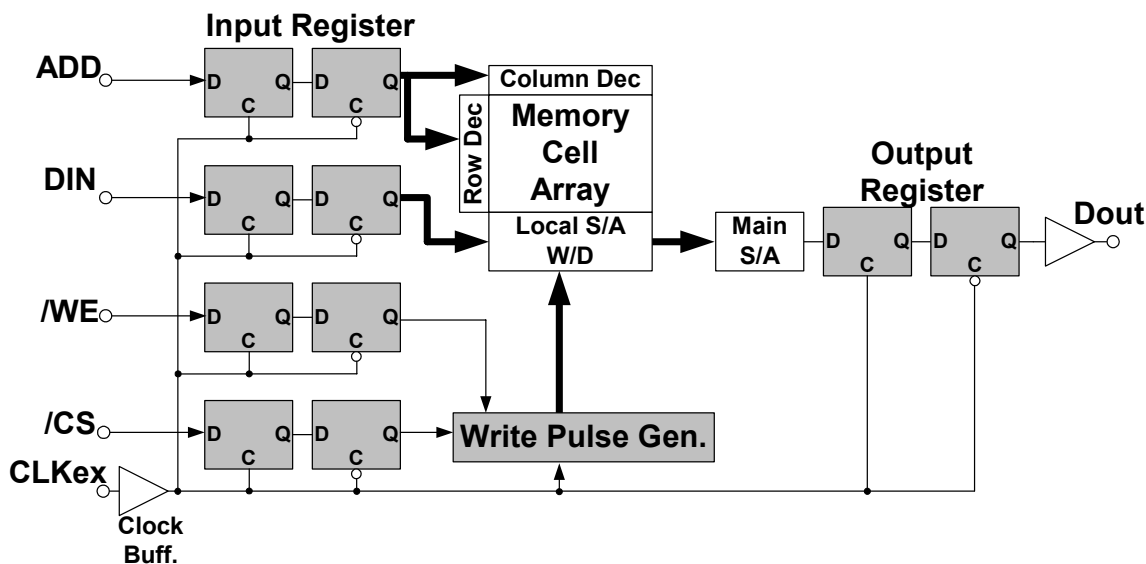 Input Register
ADD
D Q D Q
C C
Column Dec
Row Dec
Memory
Cell
Array
Local S/A
W/D
DIN
D Q D Q
C C
Output
Register
Main
S/A
D Q D Q
C C
Dout
/WE
D Q D Q
C C
/CS
D Q D Q
C C
Write Pulse Gen.
CLKex
Clock
Buff.